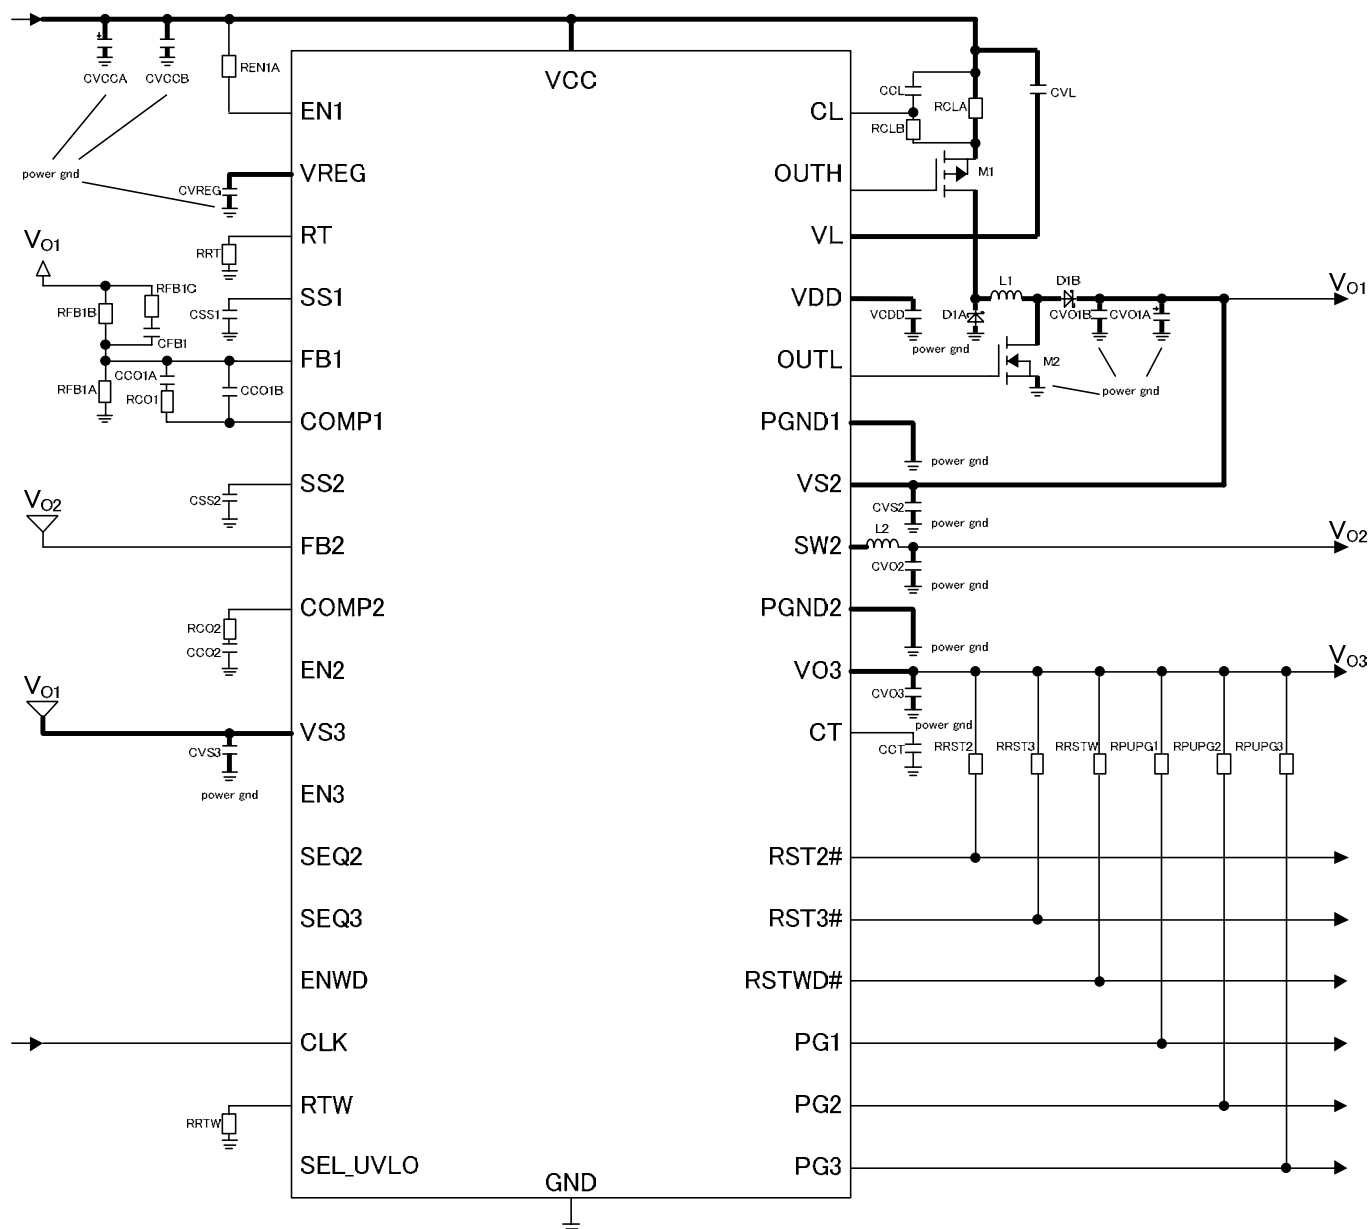 CVCCA
CVCCB
REN1A
VCC
EN1
CL
CCL
RCLA
RCLB
CVL
power gnd
CVREG
VREG
OUTH
M1
VO1
RRT
RT
VL
RFB1B
RFB1C
CFB1
CSS1
SS1
VDD
VCDD
D1A
L1
D1B
CVO1B
CVO1A
VO1
power gnd
FB1
OUTL
M2
power gnd
RFB1A
CCO1A
RCO1
CCO1B
COMP1
PGND1
power gnd
VO2
CSS2
SS2
VS2
CVS2
power gnd
FB2
SW2
L2
CVO2
VO2
power gnd
RCO2
CCO2
COMP2
PGND2
power gnd
EN2
VO3
CVO3
VO3
power gnd
VO1
CVS3
VS3
power gnd
CT
CCT
RRST2
RRST3
RRSTW
RPUPG1
RPUPG2
RPUPG3
EN3
SEQ2
RST2#
SEQ3
RST3#
ENWD
RSTWD#
CLK
PG1
RRTW
RTW
PG2
SEL_UVLO
PG3
GND